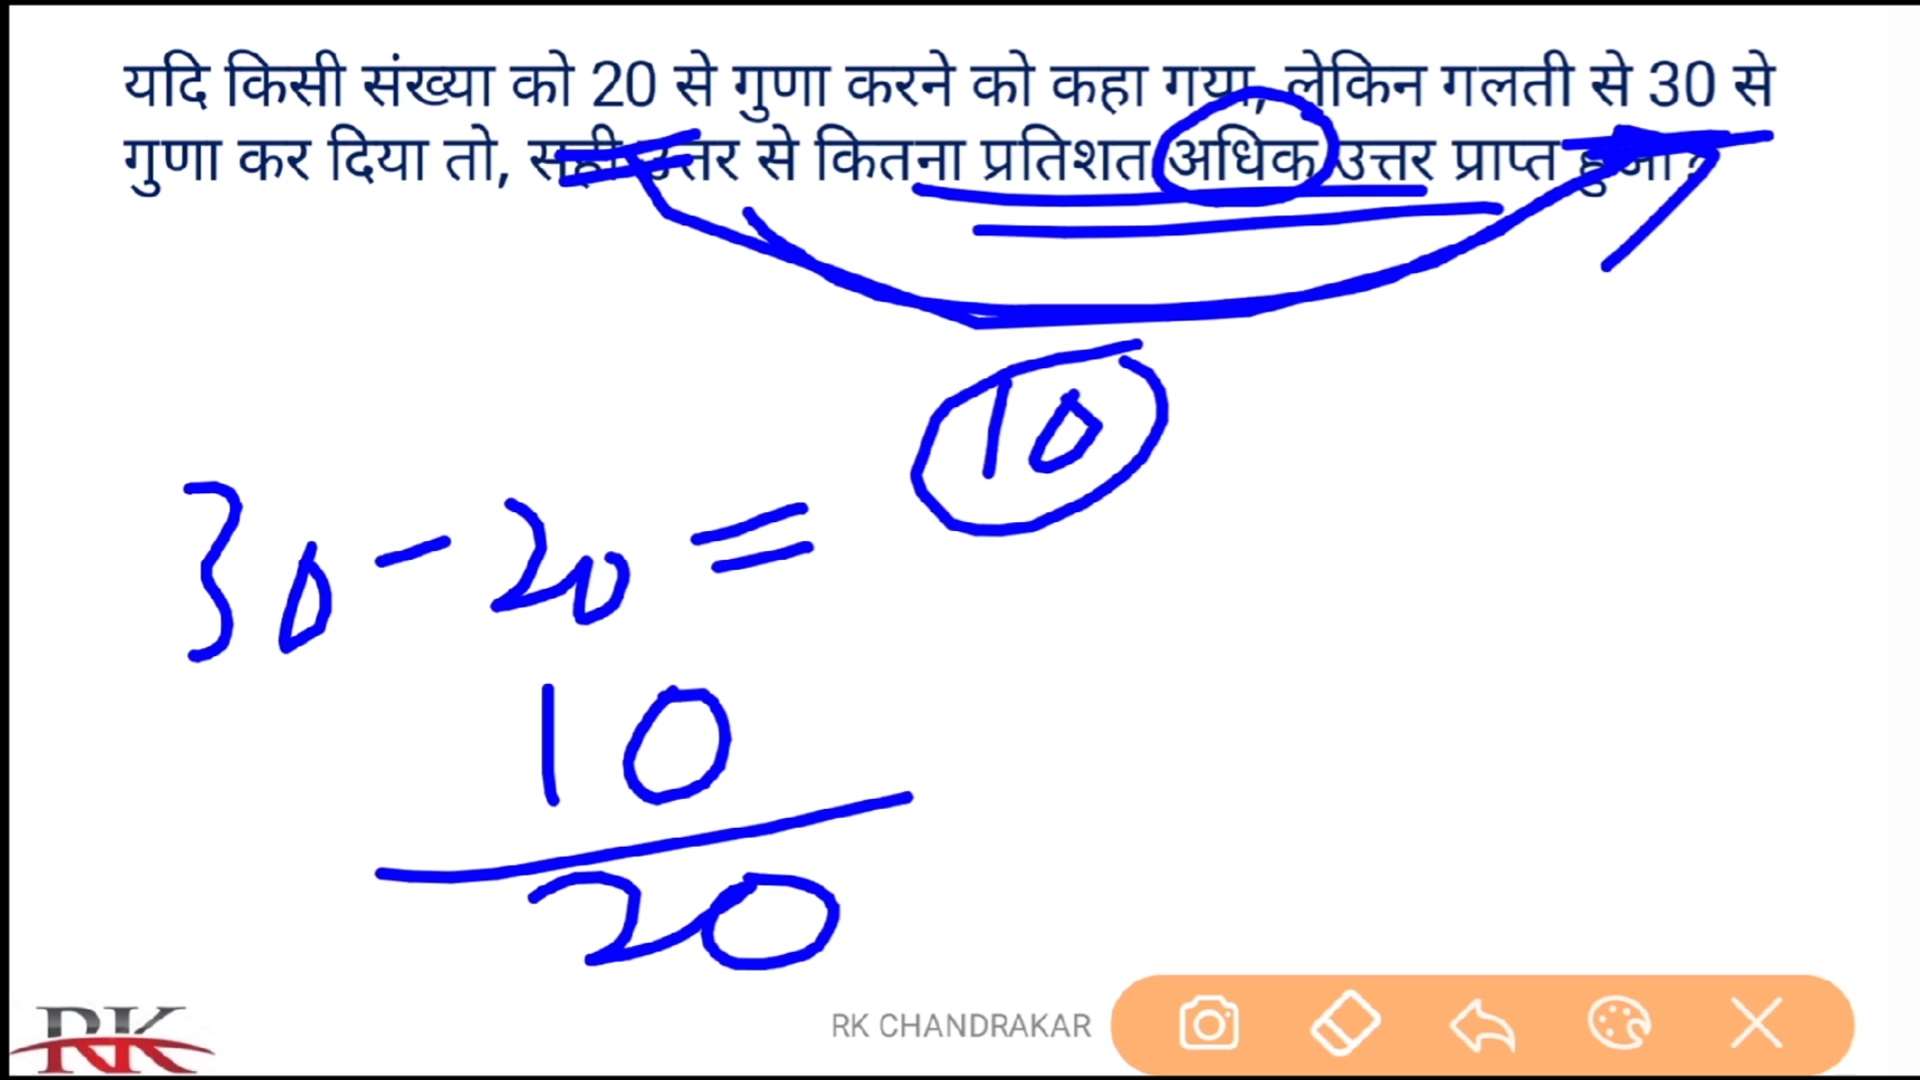 यदि किसी संख्या को 20 से गुणा करने को कहा गया, लेकिन गलती से 30 से
गुणा कर दिया तो, सही उत्तर से कितना प्रतिशत अधिक उत्तर प्राप्त हुआ?
10
30 - 20 =
10
20
RK
RK CHANDRAKAR